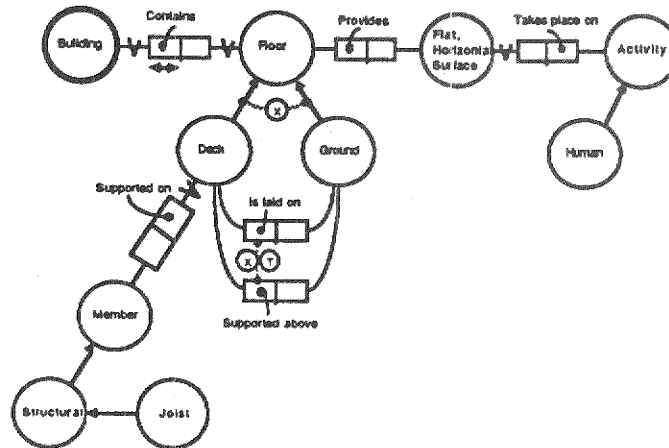 Contains
Provides
Takes place on
Building
Floor
Flat,
Horizontal
Surface
Activity
X
Deck
Ground
Human
Supported on
Is laid on
X T
Member
Supported above
Structural
Joist